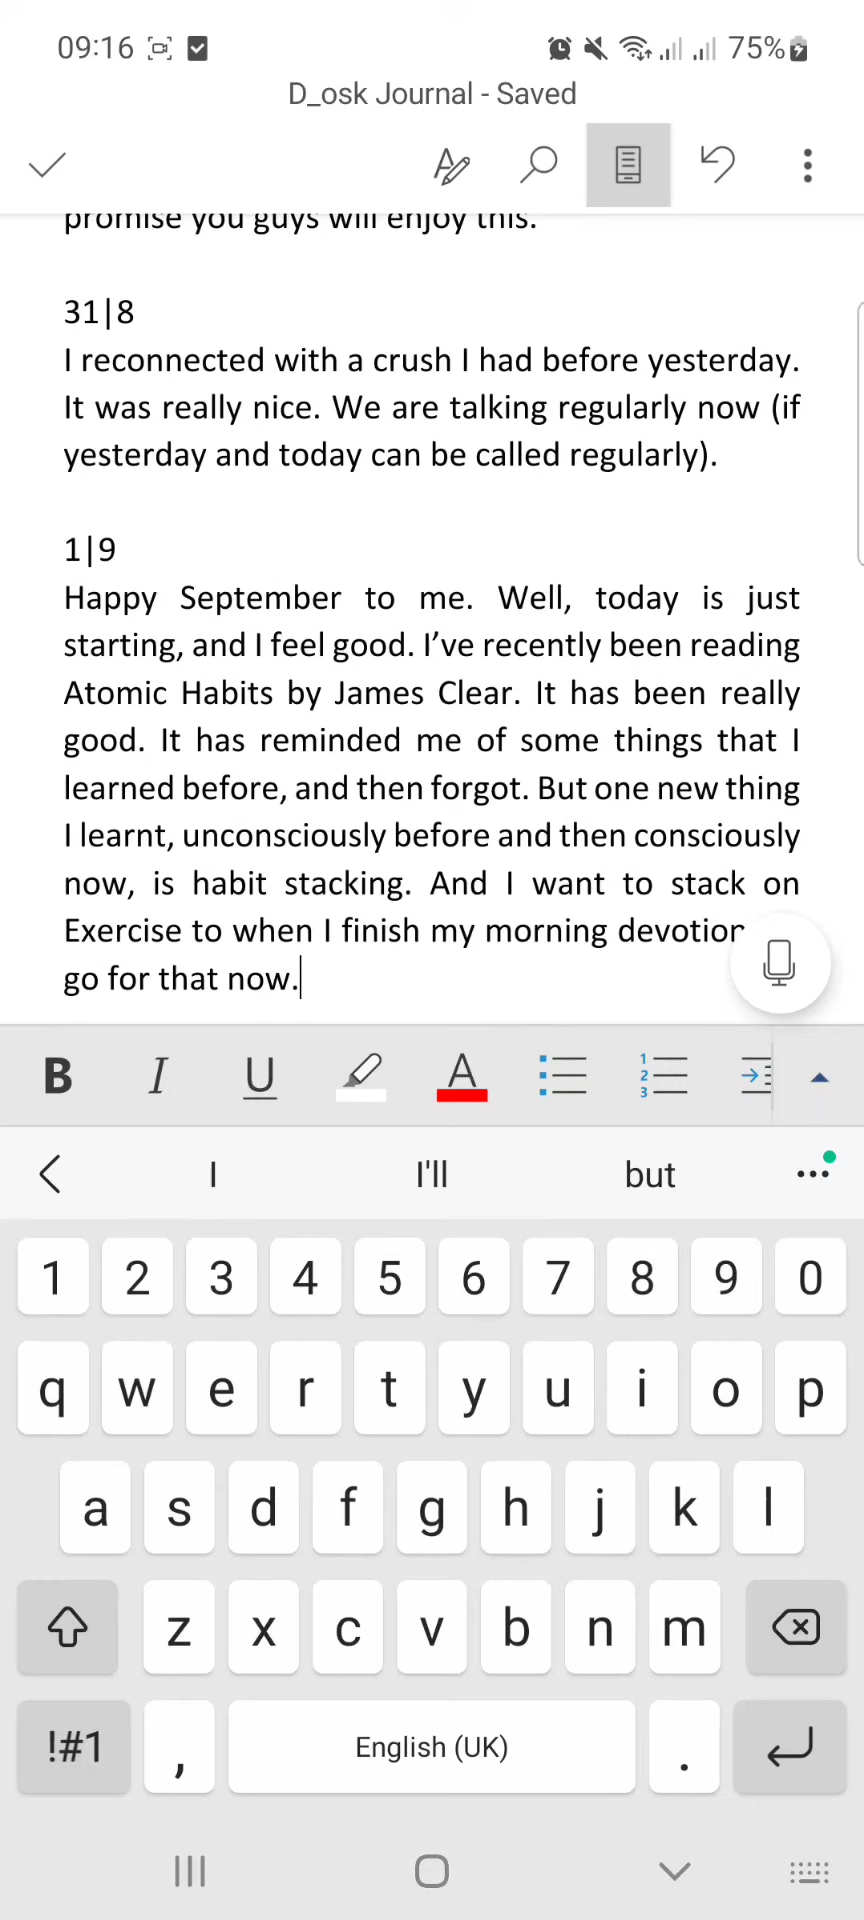 09:16
75%
D_osk Journal - Saved
promise you guys will enjoy this.
31|8
I reconnected with a crush I had before yesterday.
It was really nice. We are talking regularly now (if
yesterday and today can be called regularly).
1|9
Happy September to me. Well, today is just
starting, and I feel good. I’ve recently been reading
Atomic Habits by James Clear. It has been really
good. It has reminded me of some things that I
learned before, and then forgot. But one new thing
I learnt, unconsciously before and then consciously
now, is habit stacking. And I want to stack on
Exercise to when I finish my morning devotion
go for that now.
B I U A 1 2 3
I I'll but
1 2 3 4 5 6 7 8 9 0
q w e r t y u i o p
a s d f g h j k l
z x c v b n m
!#1 , English (UK) .